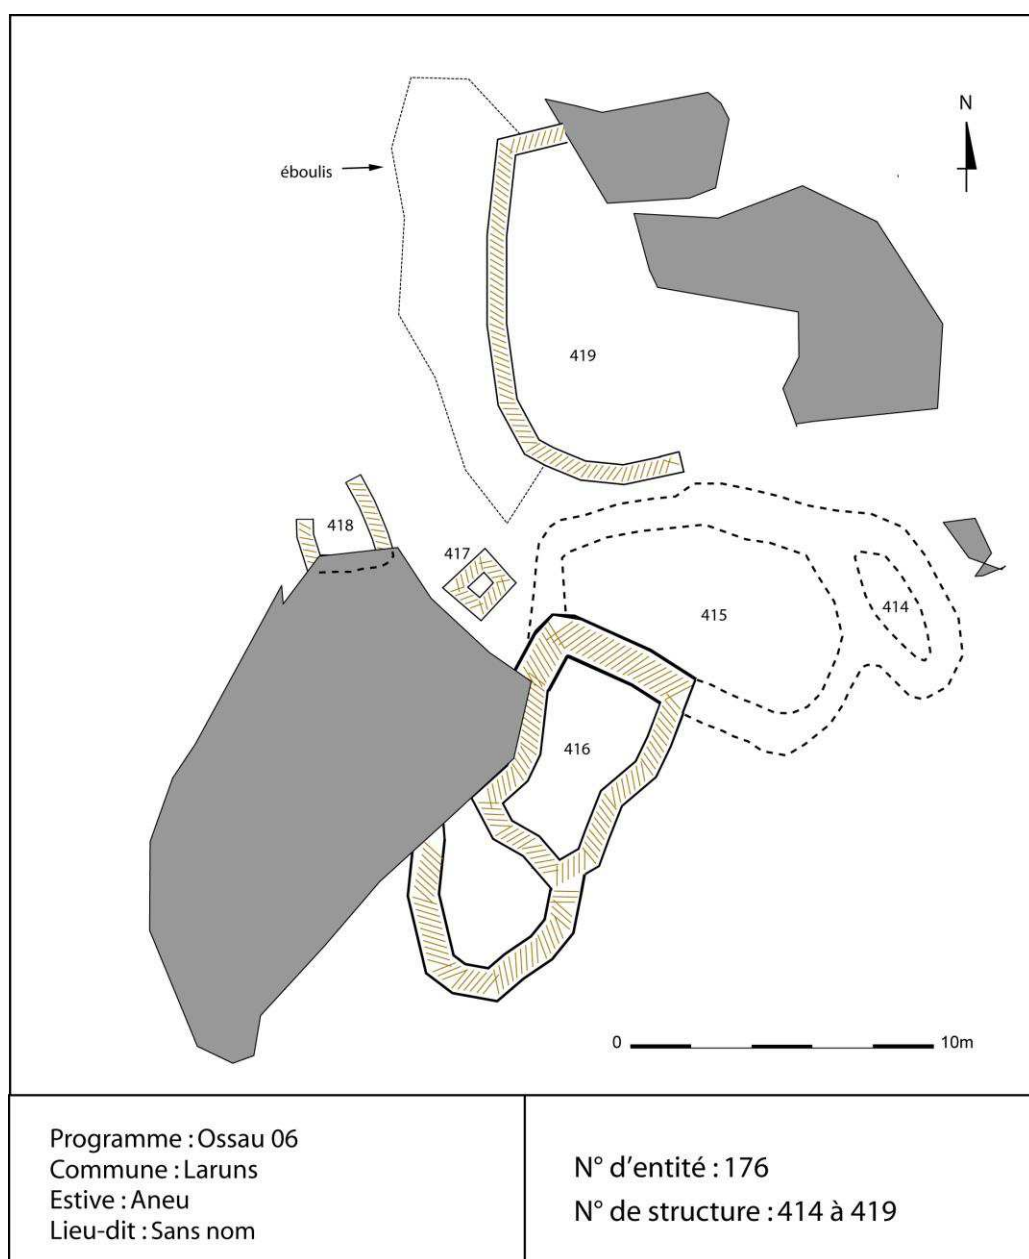 N
éboulis
419
418
417
415
414
416
0 10m
Programme : Ossau 06
Commune : Laruns
Estive : Aneu
Lieu-dit : Sans nom
N° d'entité : 176
N° de structure : 414 à 419